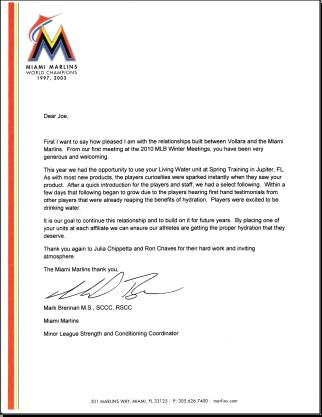 MIAMI MARLINS
WORLD CHAMPIONS
1997, 2003
Dear Joe,
First I want to say how pleased I am with the relationships built between Vollara and the Miami
Marlins. From our first meeting at the 2010 MLB Winter Meetings, you have been very
generous and welcoming.
This year we had the opportunity to use your Living Water unit at Spring Training in Jupiter, FL.
As with most new products, the players curiosities were sparked instantly when they saw your
product. After a quick introduction for the players and staff, we had a select following. Within a
few days that following began to grow due to the players hearing first hand testimonials from
other players that were already reaping the benefits of hydration. Players were excited to be
drinking water.
It is our goal to continue this relationship and to build on it for future years. By placing one of
your units at each affiliate we can ensure our athletes are getting the proper hydration that they
deserve.
Thank you again to Julia Chippetta and Ron Chaves for their hard work and inviting
atmosphere.
The Miami Marlins thank you,
Mark Brennan M.S., SCCC, RSCC
Miami Marlins
Minor League Strength and Conditioning Coordinator
501 MARLINS WAY, MIAMI, FL 33125 / P: 305.626.7400 / marlins.com